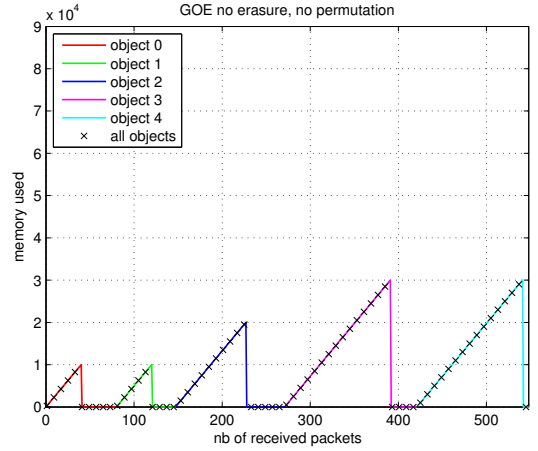 GOE no erasure, no permutation
x 10^4
object 0
object 1
object 2
object 3
object 4
all objects
9
8
7
6
5
4
3
2
1
0
memory used
0 100 200 300 400 500
nb of received packets